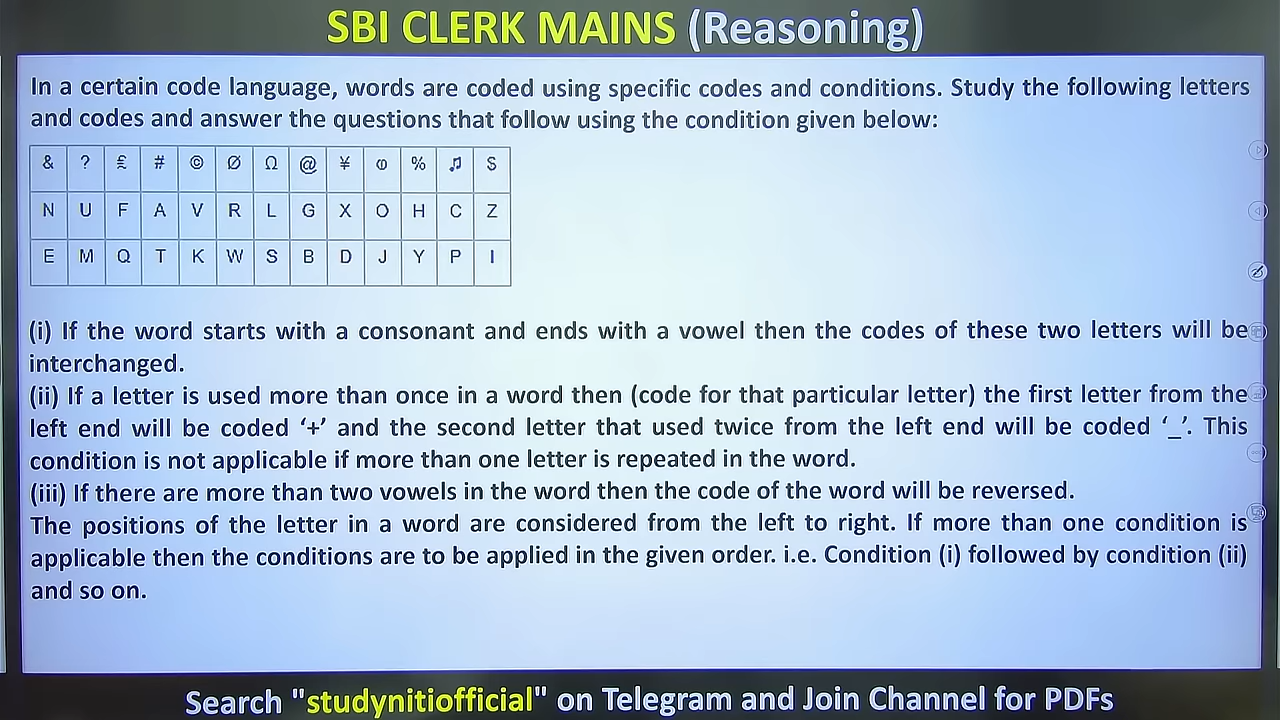 SBI CLERK MAINS (Reasoning)
In a certain code language, words are coded using specific codes and conditions. Study the following letters
and codes and answer the questions that follow using the condition given below:
& ? £ # © Ø Ω @ ¥ φ % ♫ $
N U F A V R L G X O H C Z
E M Q T K W S B D J Y P I
(i) If the word starts with a consonant and ends with a vowel then the codes of these two letters will be
interchanged.
(ii) If a letter is used more than once in a word then (code for that particular letter) the first letter from the
left end will be coded ‘+’ and the second letter that used twice from the left end will be coded ‘_’. This
condition is not applicable if more than one letter is repeated in the word.
(iii) If there are more than two vowels in the word then the code of the word will be reversed.
The positions of the letter in a word are considered from the left to right. If more than one condition is
applicable then the conditions are to be applied in the given order. i.e. Condition (i) followed by condition (ii)
and so on.
Search "studynitiofficial" on Telegram and Join Channel for PDFs